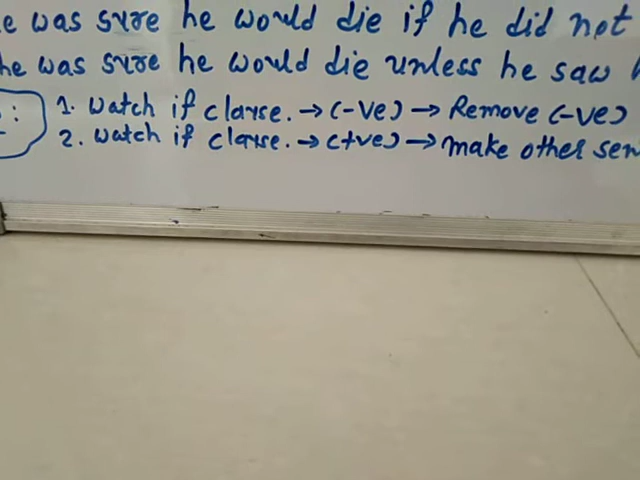 e was sure he would die if he did not
he was sure he would die unless he saw
: 1. Watch if clause. → (-ve) → Remove (-ve)
2. Watch if clause. → (+ve) → make other sen